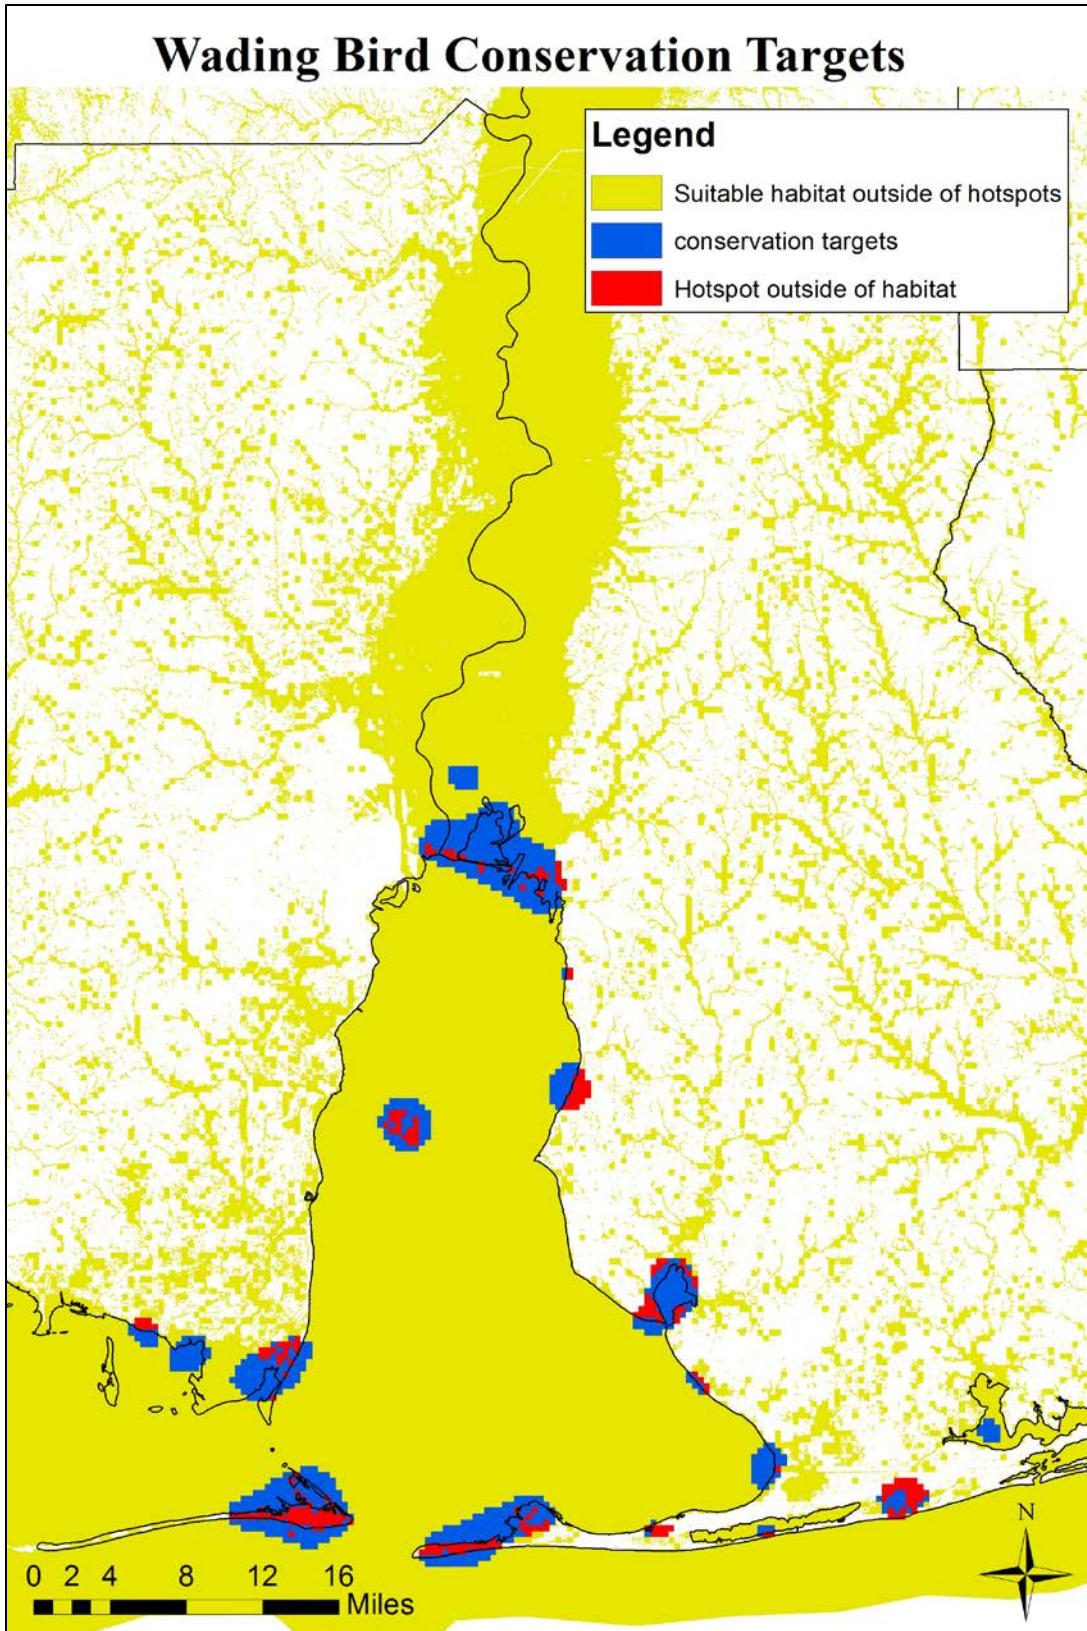 Wading Bird Conservation Targets
Legend
Suitable habitat outside of hotspots
conservation targets
Hotspot outside of habitat
N
0 2 4 8 12 16
Miles